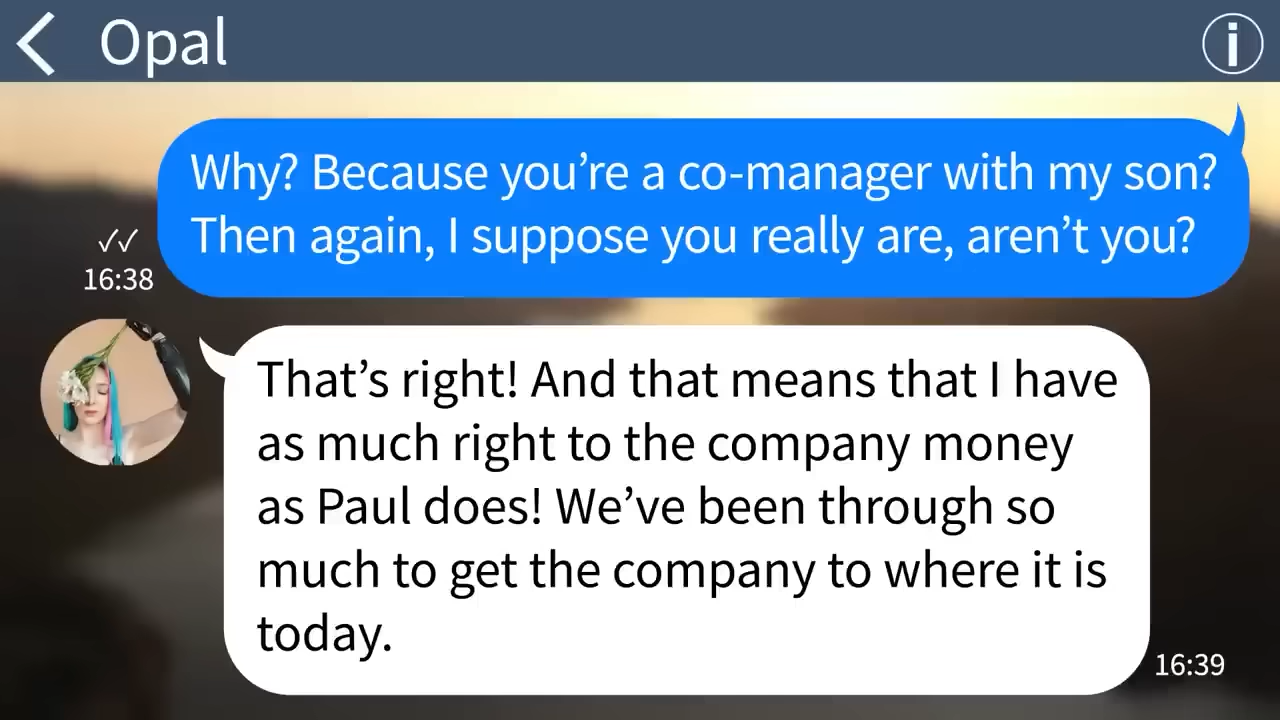 Opal
Why? Because you’re a co-manager with my son?
Then again, I suppose you really are, aren’t you?
16:38
That’s right! And that means that I have
as much right to the company money
as Paul does! We’ve been through so
much to get the company to where it is
today.
16:39